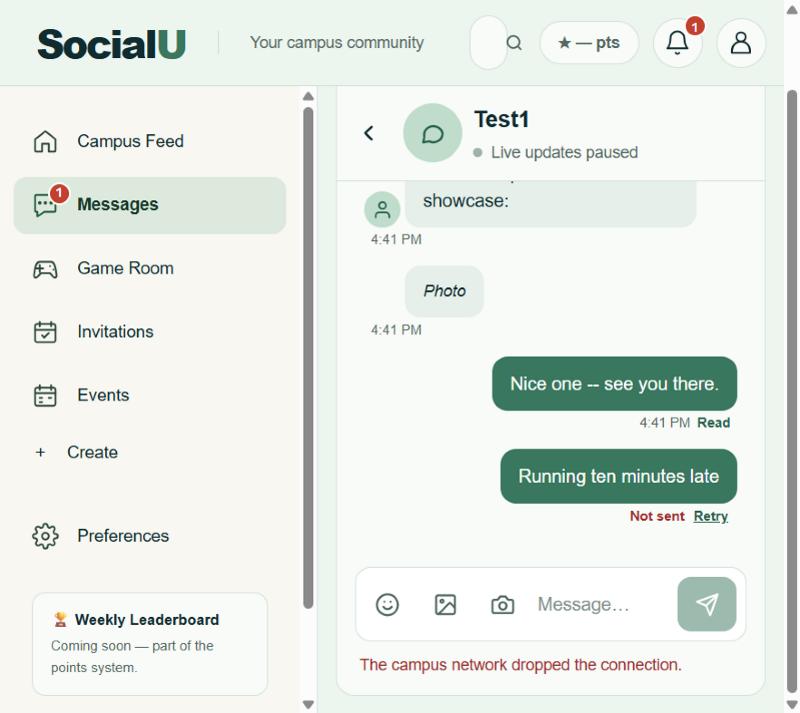 SocialU
Your campus community
★ — pts
1
Campus Feed
1
Messages
Game Room
Invitations
Events
+ Create
Preferences
🏆 Weekly Leaderboard
Coming soon — part of the
points system.
Test1
Live updates paused
showcase:
4:41 PM
Photo
4:41 PM
Nice one -- see you there.
4:41 PM Read
Running ten minutes late
Not sent Retry
Message…
The campus network dropped the connection.